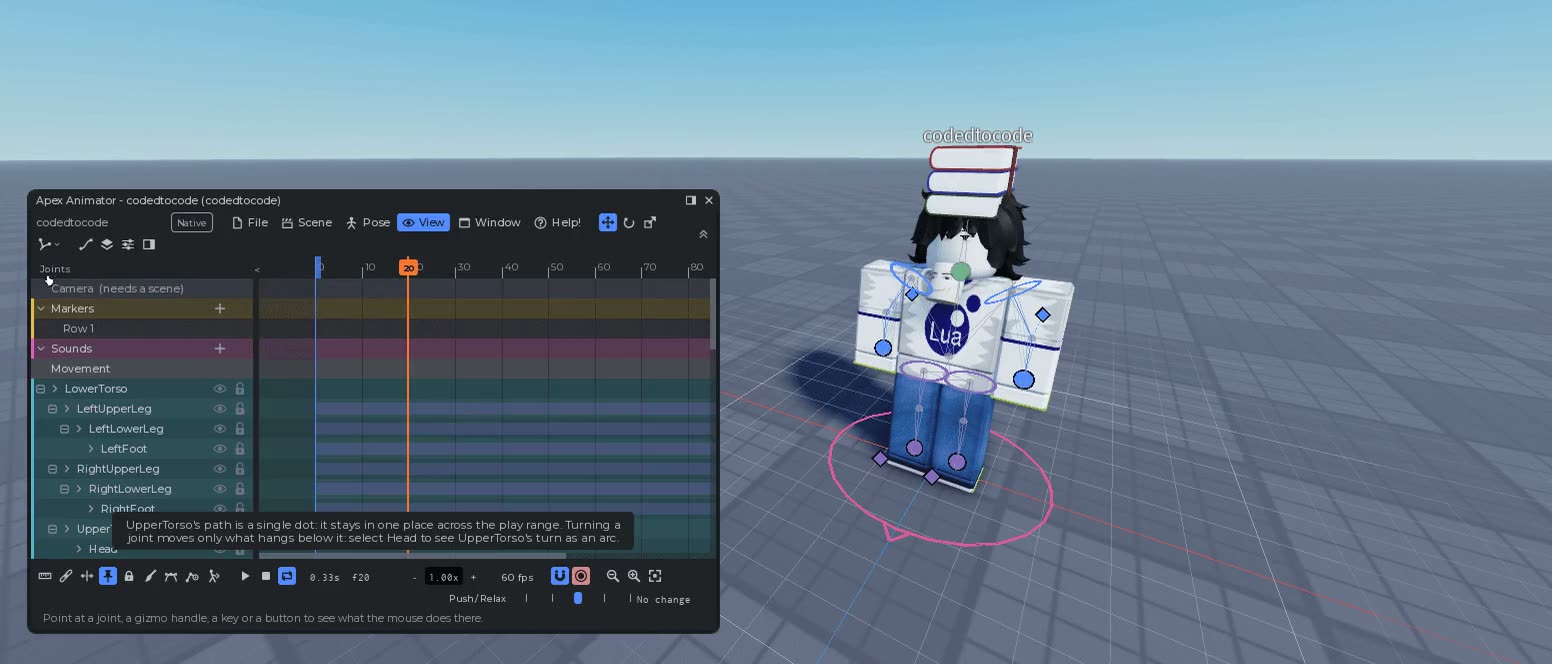 codedtocode
Apex Animator - codedtocode (codedtocode)
codedtocode
Native
File
Scene
Pose
View
Window
Help!
Joints
<
10
20
30
40
50
60
70
80
Camera (needs a scene)
Markers
Row 1
Sounds
Movement
LowerTorso
LeftUpperLeg
LeftLowerLeg
LeftFoot
RightUpperLeg
RightLowerLeg
RightFoot
Upper
Head
UpperTorso's path is a single dot: it stays in one place across the play range. Turning a
joint moves only what hangs below it: select Head to see UpperTorso's turn as an arc.
0.33s f20
- 1.00x +
60 fps
Push/Relax
No change
Point at a joint, a gizmo handle, a key or a button to see what the mouse does there.
Lua